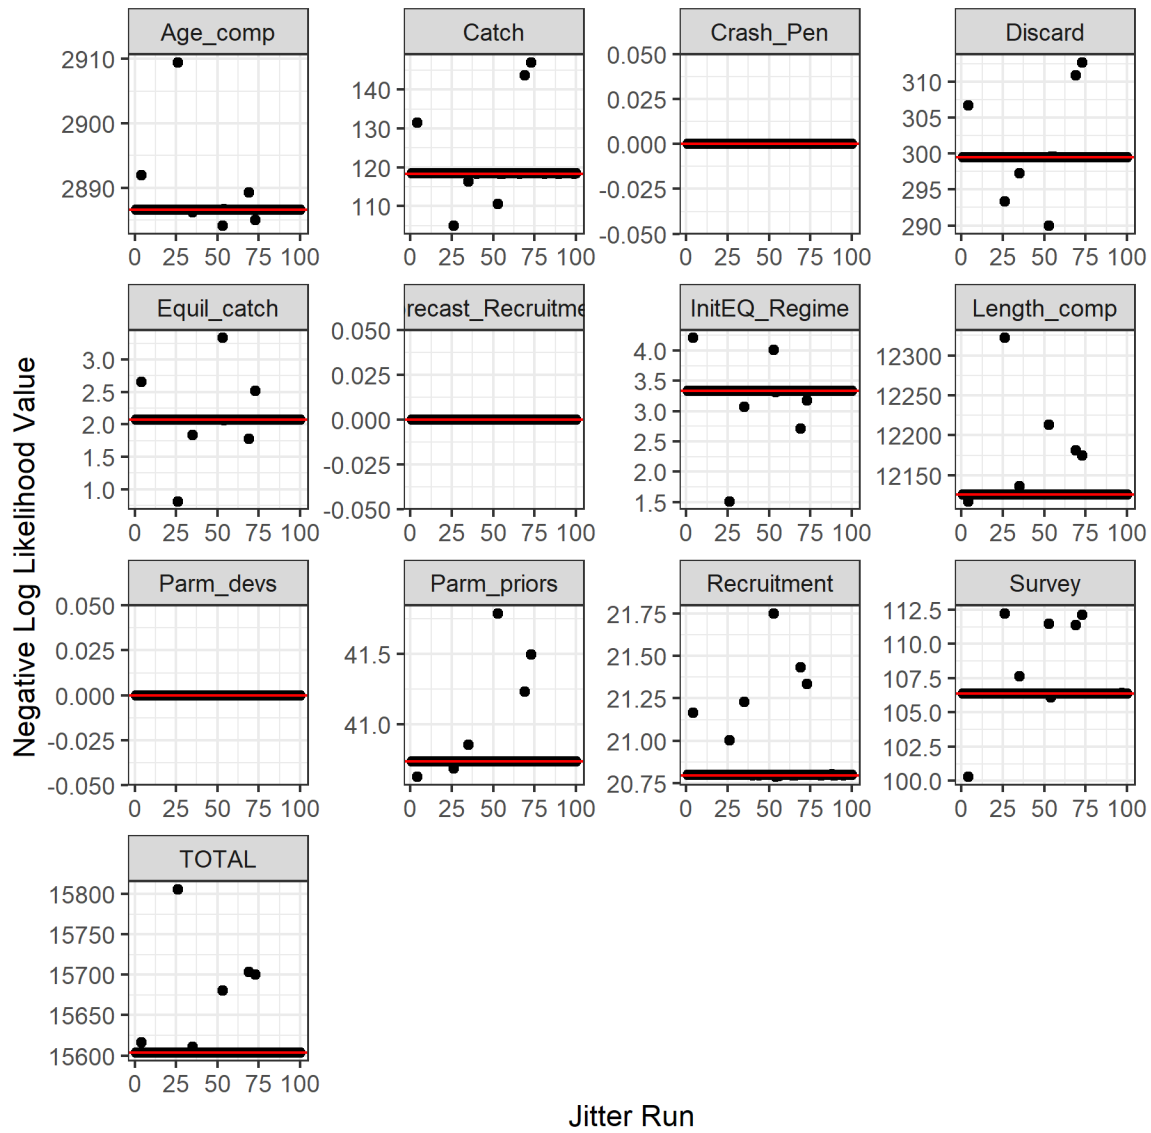 Age_comp Catch Crash_Pen Discard
2910 2900 2890
140 130 120 110
0.050 0.025 0.000 -0.025 -0.050
310 305 300 295 290
0 25 50 75 100 0 25 50 75 100 0 25 50 75 100 0 25 50 75 100
Equil_catch recast_Recruitme InitEQ_Regime Length_comp
3.0 2.5 2.0 1.5 1.0
0.050 0.025 0.000 -0.025 -0.050
4.0 3.5 3.0 2.5 2.0 1.5
12300 12250 12200 12150
0 25 50 75 100 0 25 50 75 100 0 25 50 75 100 0 25 50 75 100
Negative Log Likelihood Value
Parm_devs Parm_priors Recruitment Survey
0.050 0.025 0.000 -0.025 -0.050
41.5 41.0
21.75 21.50 21.25 21.00 20.75
112.5 110.0 107.5 105.0 102.5 100.0
0 25 50 75 100 0 25 50 75 100 0 25 50 75 100 0 25 50 75 100
TOTAL
15800
15750
15700
15650
15600
0 25 50 75 100
Jitter Run